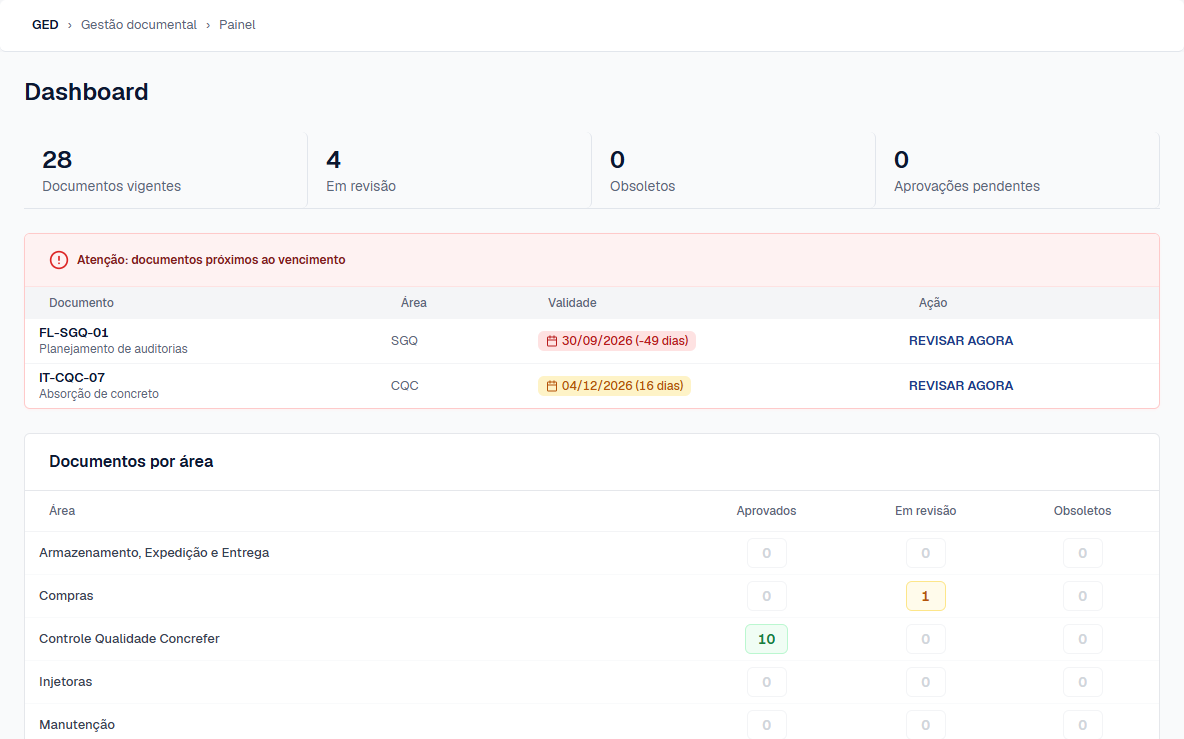 GED › Gestão documental › Painel
Dashboard
28
Documentos vigentes
4
Em revisão
0
Obsoletos
0
Aprovações pendentes
Atenção: documentos próximos ao vencimento
Documento Área Validade Ação
FL-SGQ-01
Planejamento de auditorias
SGQ
30/09/2026 (-49 dias)
REVISAR AGORA
IT-CQC-07
Absorção de concreto
CQC
04/12/2026 (16 dias)
REVISAR AGORA
Documentos por área
Área Aprovados Em revisão Obsoletos
Armazenamento, Expedição e Entrega 0 0 0
Compras 0 1 0
Controle Qualidade Concrefer 10 0 0
Injetoras 0 0 0
Manutenção 0 0 0